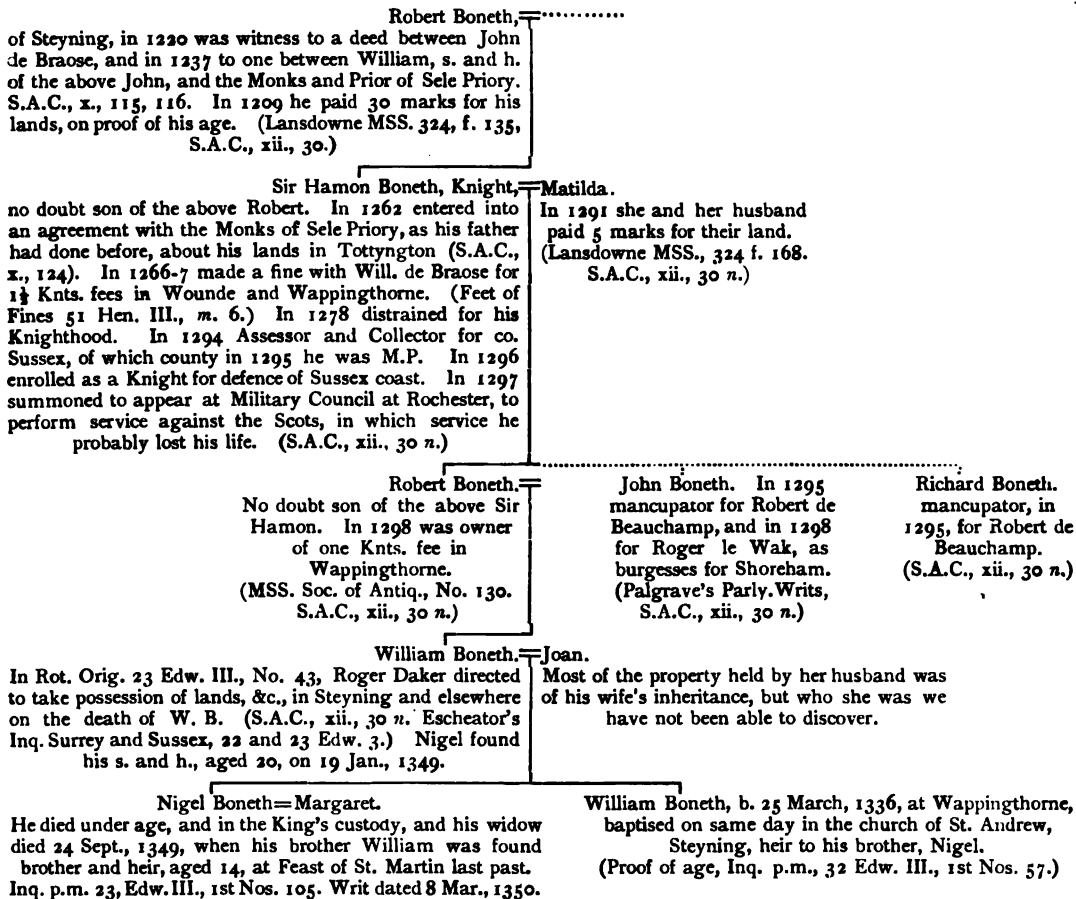 Robert Boneth,
of Steyning, in 1220 was witness to a deed between John
de Braose, and in 1237 to one between William, s. and h.
of the above John, and the Monks and Prior of Sele Priory.
S.A.C., x., 115, 116. In 1209 he paid 30 marks for his
lands, on proof of his age. (Lansdowne MSS. 324, f. 135,
S.A.C., xii., 30.)
Sir Hamon Boneth, Knight,
no doubt son of the above Robert. In 1262 entered into
an agreement with the Monks of Sele Priory, as his father
had done before, about his lands in Tottyngton (S.A.C.,
x., 124). In 1266-7 made a fine with Will. de Braose for
1½ Knts. fees in Wounde and Wappingthorne. (Feet of
Fines 51 Hen. III., m. 6.) In 1278 distrained for his
Knighthood. In 1294 Assessor and Collector for co.
Sussex, of which county in 1295 he was M.P. In 1296
enrolled as a Knight for defence of Sussex coast. In 1297
summoned to appear at Military Council at Rochester, to
perform service against the Scots, in which service he
probably lost his life. (S.A.C., xii., 30 n.)
Matilda.
In 1291 she and her husband
paid 5 marks for their land.
(Lansdowne MSS., 324 f. 168.
S.A.C., xii., 30 n.)
Robert Boneth.
No doubt son of the above Sir
Hamon. In 1298 was owner
of one Knts. fee in
Wappingthorne.
(MSS. Soc. of Antiq., No. 130.
S.A.C., xii., 30 n.)
John Boneth. In 1295
mancupator for Robert de
Beauchamp, and in 1298
for Roger le Wak, as
burgesses for Shoreham.
(Palgrave's Parly. Writs,
S.A.C., xii., 30 n.)
Richard Boneth.
mancupator, in
1295, for Robert de
Beauchamp.
(S.A.C., xii., 30 n.)
William Boneth.
In Rot. Orig. 23 Edw. III., No. 43, Roger Daker directed
to take possession of lands, &c., in Steyning and elsewhere
on the death of W. B. (S.A.C., xii., 30 n. Escheator's
Inq. Surrey and Sussex, 22 and 23 Edw. 3.) Nigel found
his s. and h., aged 20, on 19 Jan., 1349.
Joan.
Most of the property held by her husband was
of his wife's inheritance, but who she was we
have not been able to discover.
Nigel Boneth=Margaret.
He died under age, and in the King's custody, and his widow
died 24 Sept., 1349, when his brother William was found
brother and heir, aged 14, at Feast of St. Martin last past.
Inq. p.m. 23, Edw. III., 1st Nos. 105. Writ dated 8 Mar., 1350.
William Boneth, b. 25 March, 1336, at Wappingthorne,
baptised on same day in the church of St. Andrew,
Steyning, heir to his brother, Nigel.
(Proof of age, Inq. p.m., 32 Edw. III., 1st Nos. 57.)